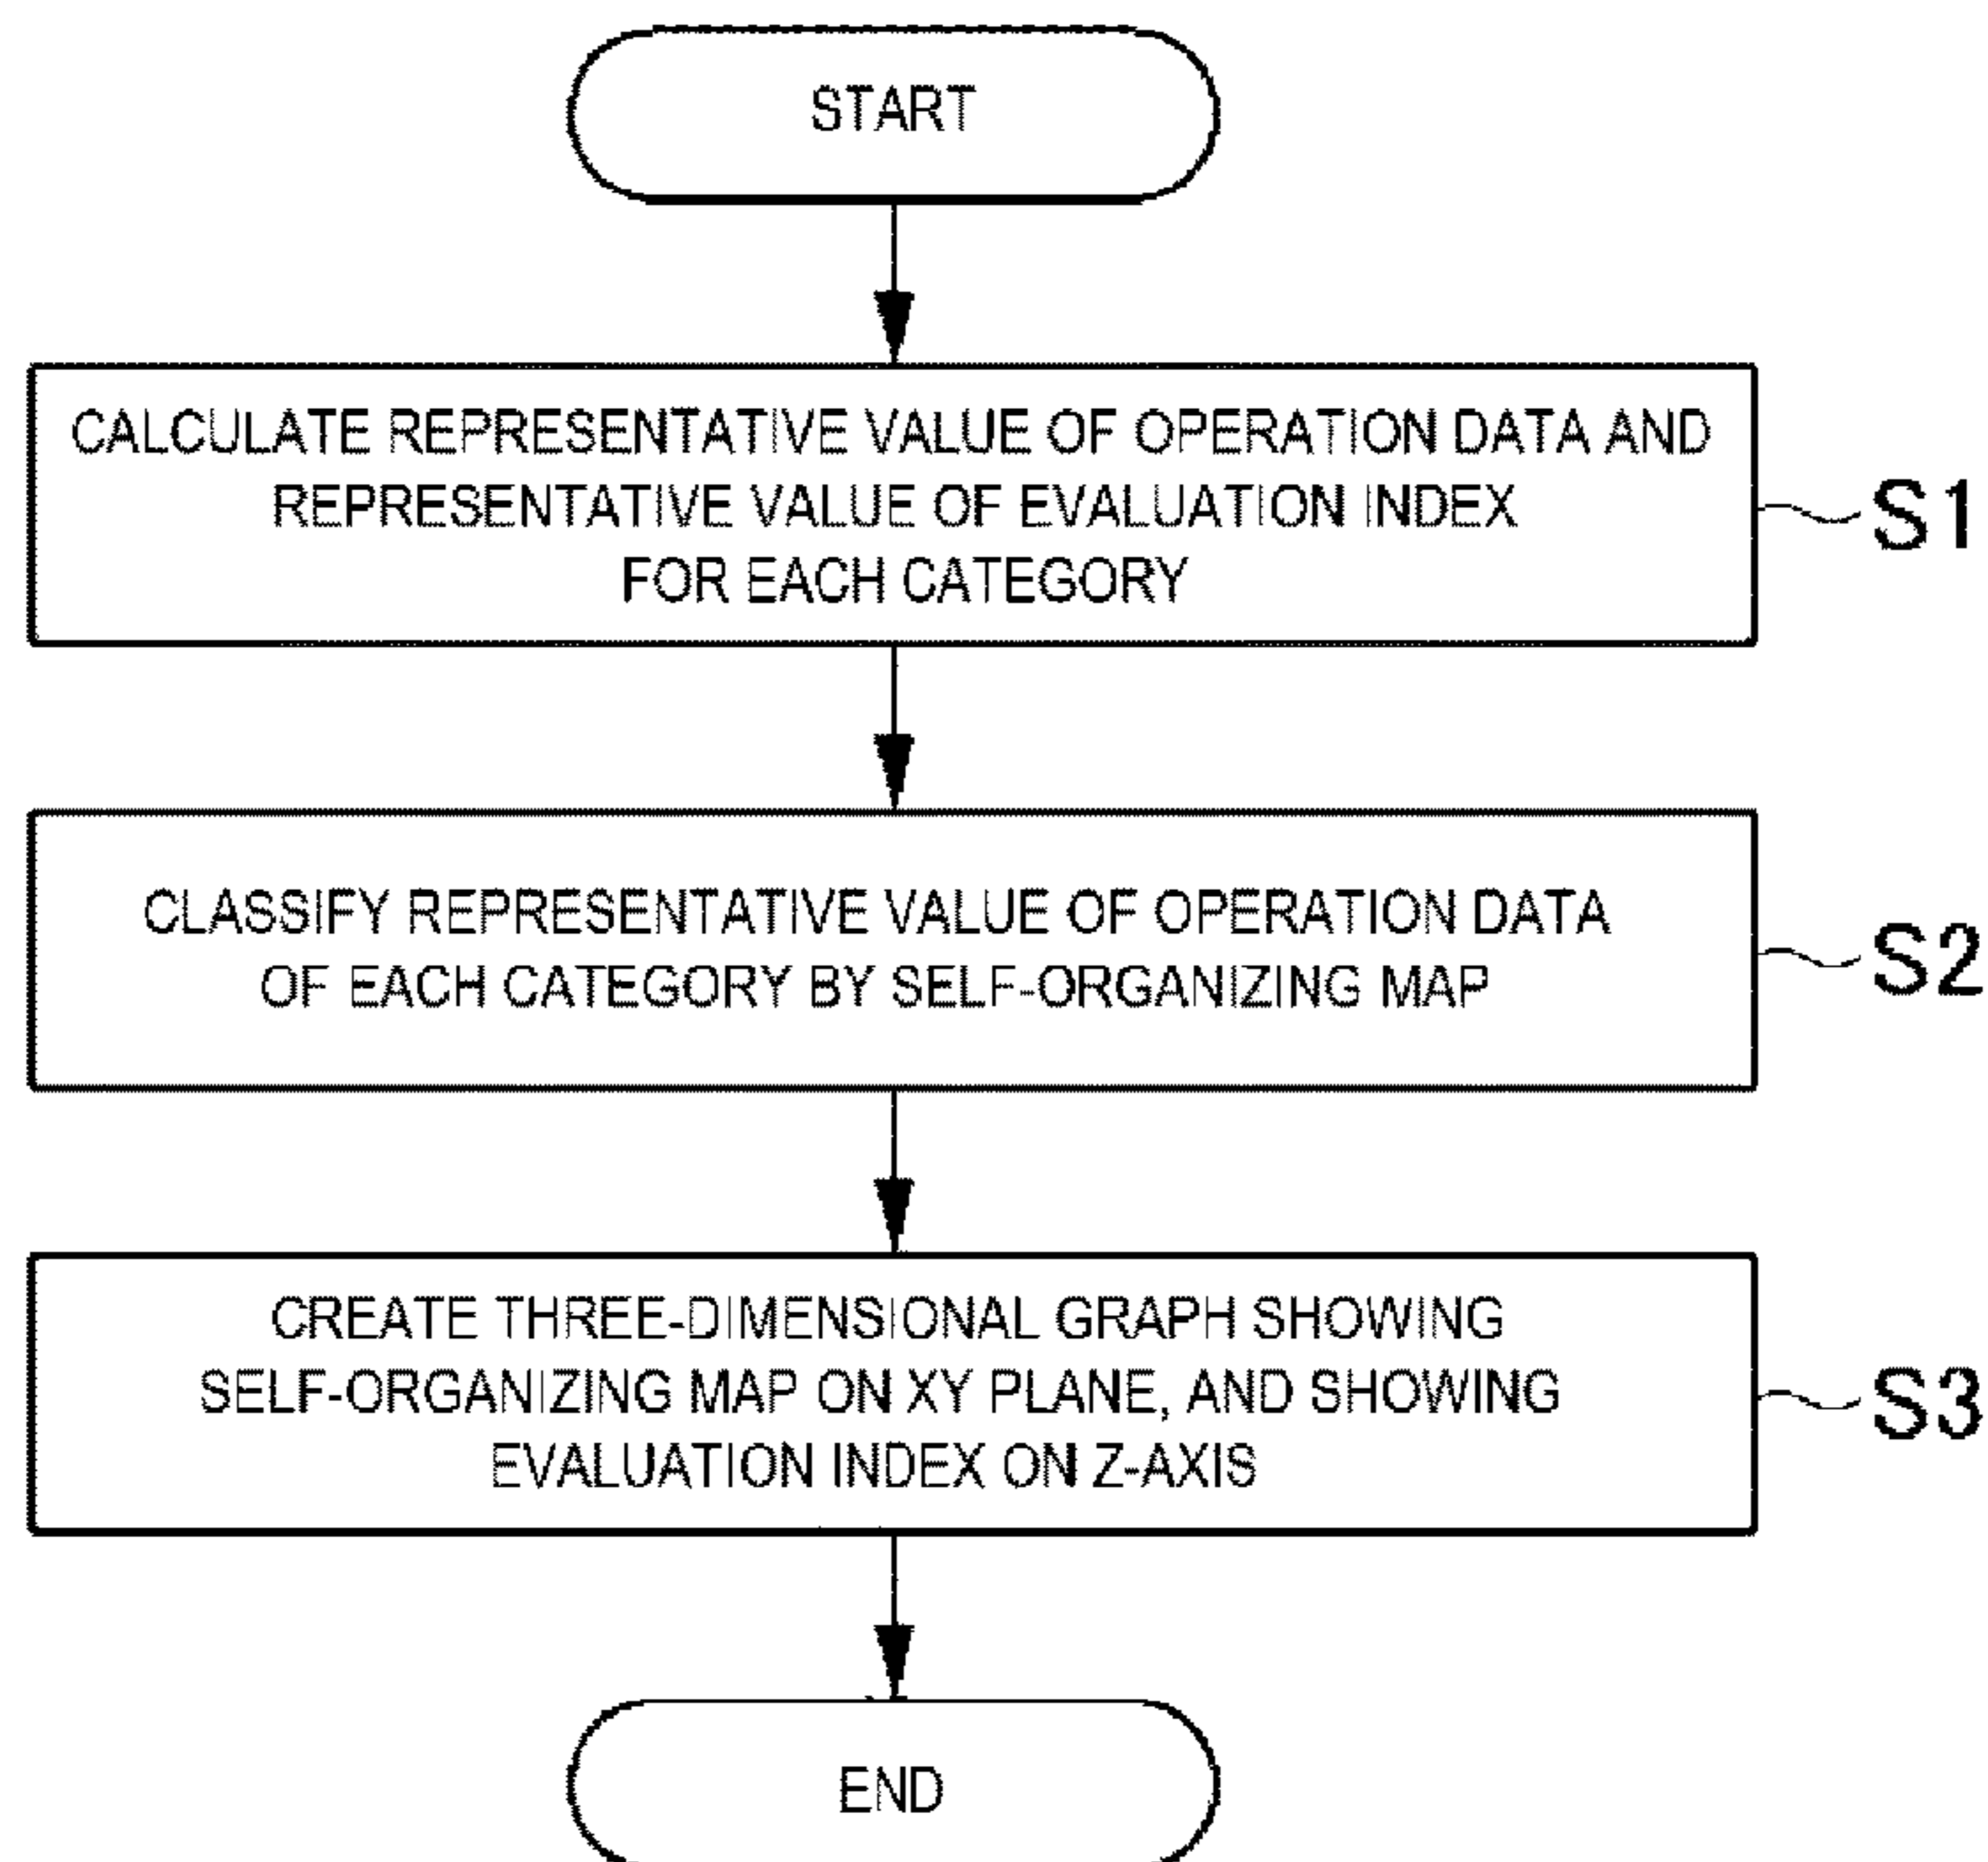 START
CALCULATE REPRESENTATIVE VALUE OF OPERATION DATA AND
REPRESENTATIVE VALUE OF EVALUATION INDEX
FOR EACH CATEGORY
S1
CLASSIFY REPRESENTATIVE VALUE OF OPERATION DATA
OF EACH CATEGORY BY SELF-ORGANIZING MAP
S2
CREATE THREE-DIMENSIONAL GRAPH SHOWING
SELF-ORGANIZING MAP ON XY PLANE, AND SHOWING
EVALUATION INDEX ON Z-AXIS
S3
END